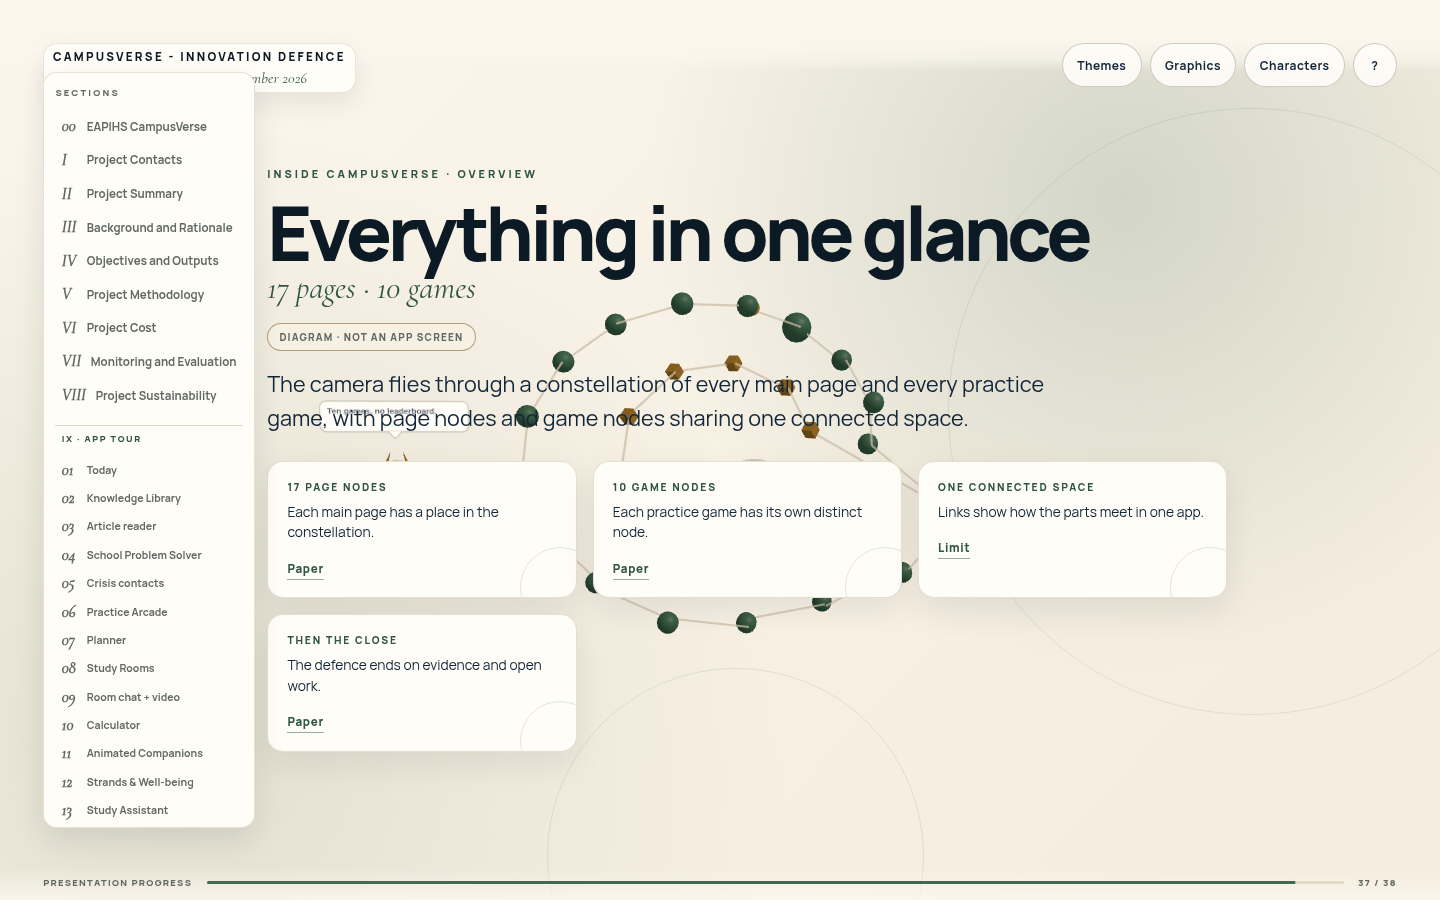 CAMPUSVERSE - INNOVATION DEFENCE
2026
Themes
Graphics
Characters
?
SECTIONS
00 EAPIHS CampusVerse
I Project Contacts
II Project Summary
III Background and Rationale
IV Objectives and Outputs
V Project Methodology
VI Project Cost
VII Monitoring and Evaluation
VIII Project Sustainability
IX · APP TOUR
01 Today
02 Knowledge Library
03 Article reader
04 School Problem Solver
05 Crisis contacts
06 Practice Arcade
07 Planner
08 Study Rooms
09 Room chat + video
10 Calculator
11 Animated Companions
12 Strands & Well-being
13 Study Assistant
INSIDE CAMPUSVERSE · OVERVIEW
Everything in one glance
17 pages · 10 games
DIAGRAM · NOT AN APP SCREEN
The camera flies through a constellation of every main page and every practice
game, with page nodes and game nodes sharing one connected space.
Ten games, no leaderboard.
17 PAGE NODES
Each main page has a place in the
constellation.
Paper
10 GAME NODES
Each practice game has its own distinct
node.
Paper
ONE CONNECTED SPACE
Links show how the parts meet in one app.
Limit
THEN THE CLOSE
The defence ends on evidence and open
work.
Paper
PRESENTATION PROGRESS
37 / 38